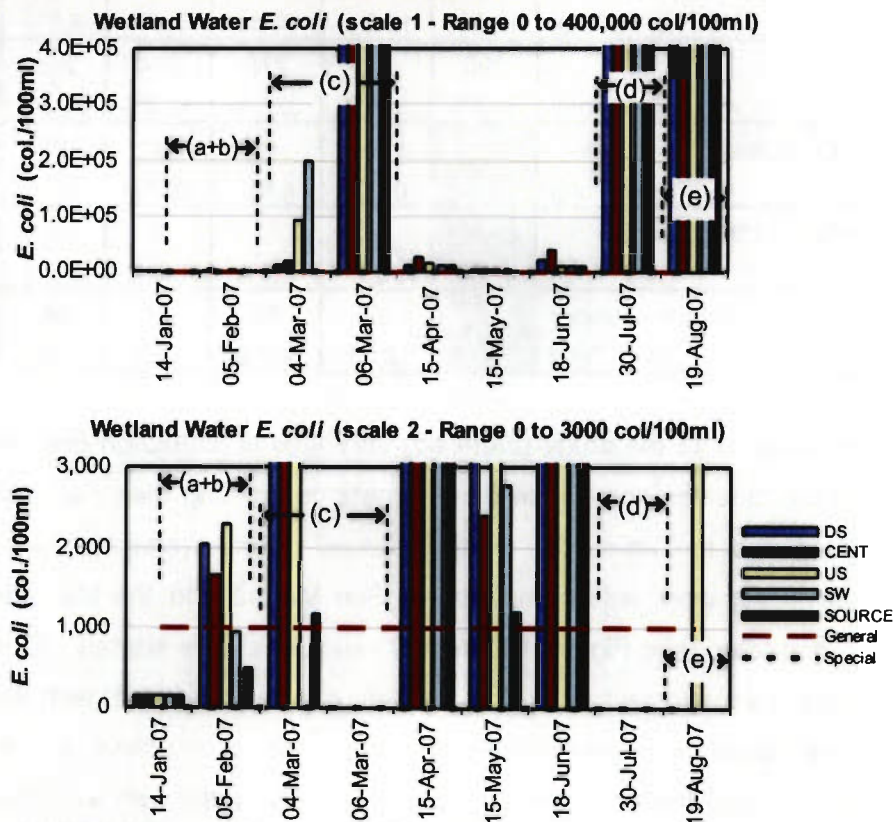 Wetland Water E. coli (scale 1 - Range 0 to 400,000 col/100ml)
4.0E+05
3.0E+05
2.0E+05
1.0E+05
0.0E+00
E. coli (col./100ml)
(a+b)
(c)
(d)
(e)
14-Jan-07
05-Feb-07
04-Mar-07
06-Mar-07
15-Apr-07
15-May-07
18-Jun-07
30-Jul-07
19-Aug-07
Wetland Water E. coli (scale 2 - Range 0 to 3000 col/100ml)
3,000
2,000
1,000
0
E. coli (col./100ml)
(a+b)
(c)
(d)
(e)
14-Jan-07
05-Feb-07
04-Mar-07
06-Mar-07
15-Apr-07
15-May-07
18-Jun-07
30-Jul-07
19-Aug-07
DS
CENT
US
SW
SOURCE
General
Special